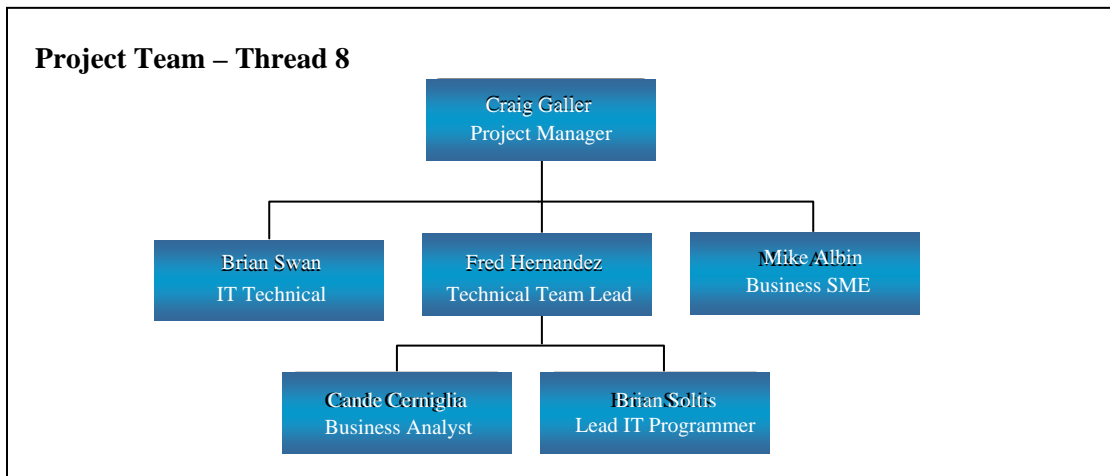 Project Team – Thread 8
Craig Galler
Project Manager
Brian Swan
IT Technical
Fred Hernandez
Technical Team Lead
Mike Albin
Business SME
Cande Cerniglia
Business Analyst
Brian Soltis
Lead IT Programmer